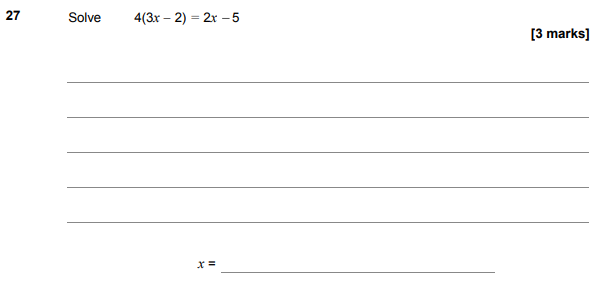 27 Solve 4(3x – 2) = 2x – 5
[3 marks]
x =